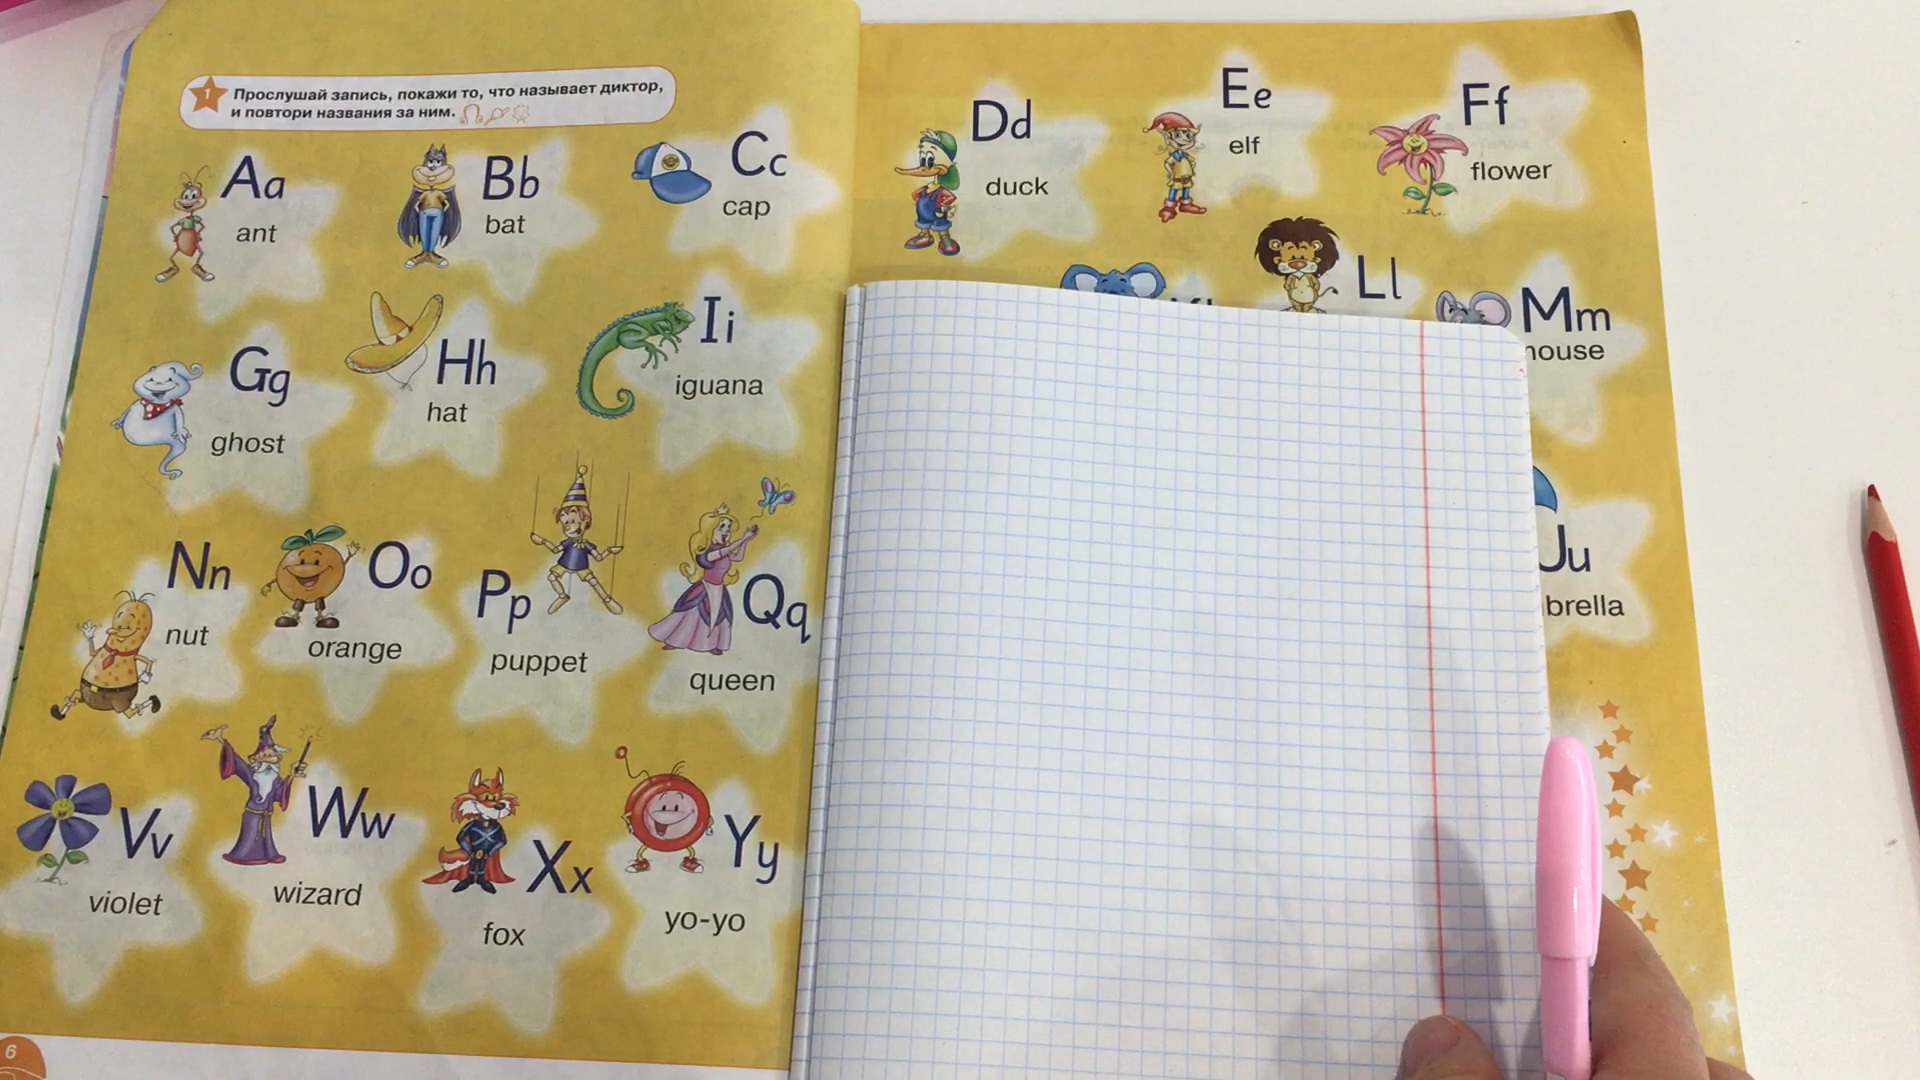 1
Прослушай запись, покажи то, что называет диктор,
и повтори названия за ним.
Aa
ant
Bb
bat
Cc
cap
Dd
duck
Ee
elf
Ff
flower
Gg
ghost
Hh
hat
Ii
iguana
Ll
Mm
Nn
nut
Oo
orange
Pp
puppet
Qq
queen
Uu
Vv
violet
Ww
wizard
Xx
fox
Yy
yo-yo
6